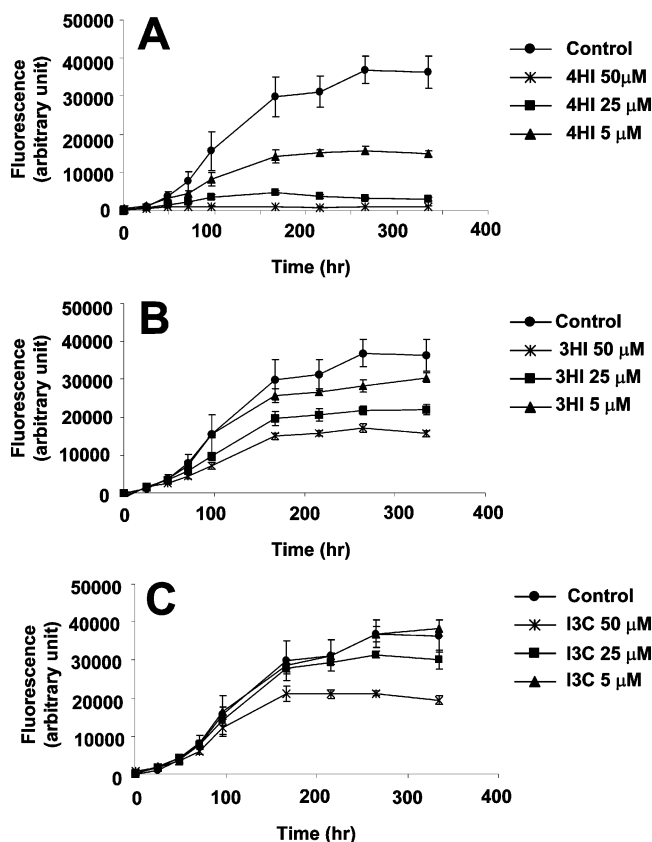 A
50000
40000
30000
20000
10000
0
Fluorescence
(arbitrary unit)
0
100
200
300
400
Time (hr)
Control
4HI 50μM
4HI 25 μM
4HI 5 μM
B
50000
40000
30000
20000
10000
0
Fluorescence
(arbitrary unit)
0
100
200
300
400
Time (hr)
Control
3HI 50 μM
3HI 25 μM
3HI 5 μM
C
50000
40000
30000
20000
10000
0
Fluorescence
(arbitrary unit)
0
100
200
300
400
Time (hr)
Control
I3C 50 μM
I3C 25 μM
I3C 5 μM